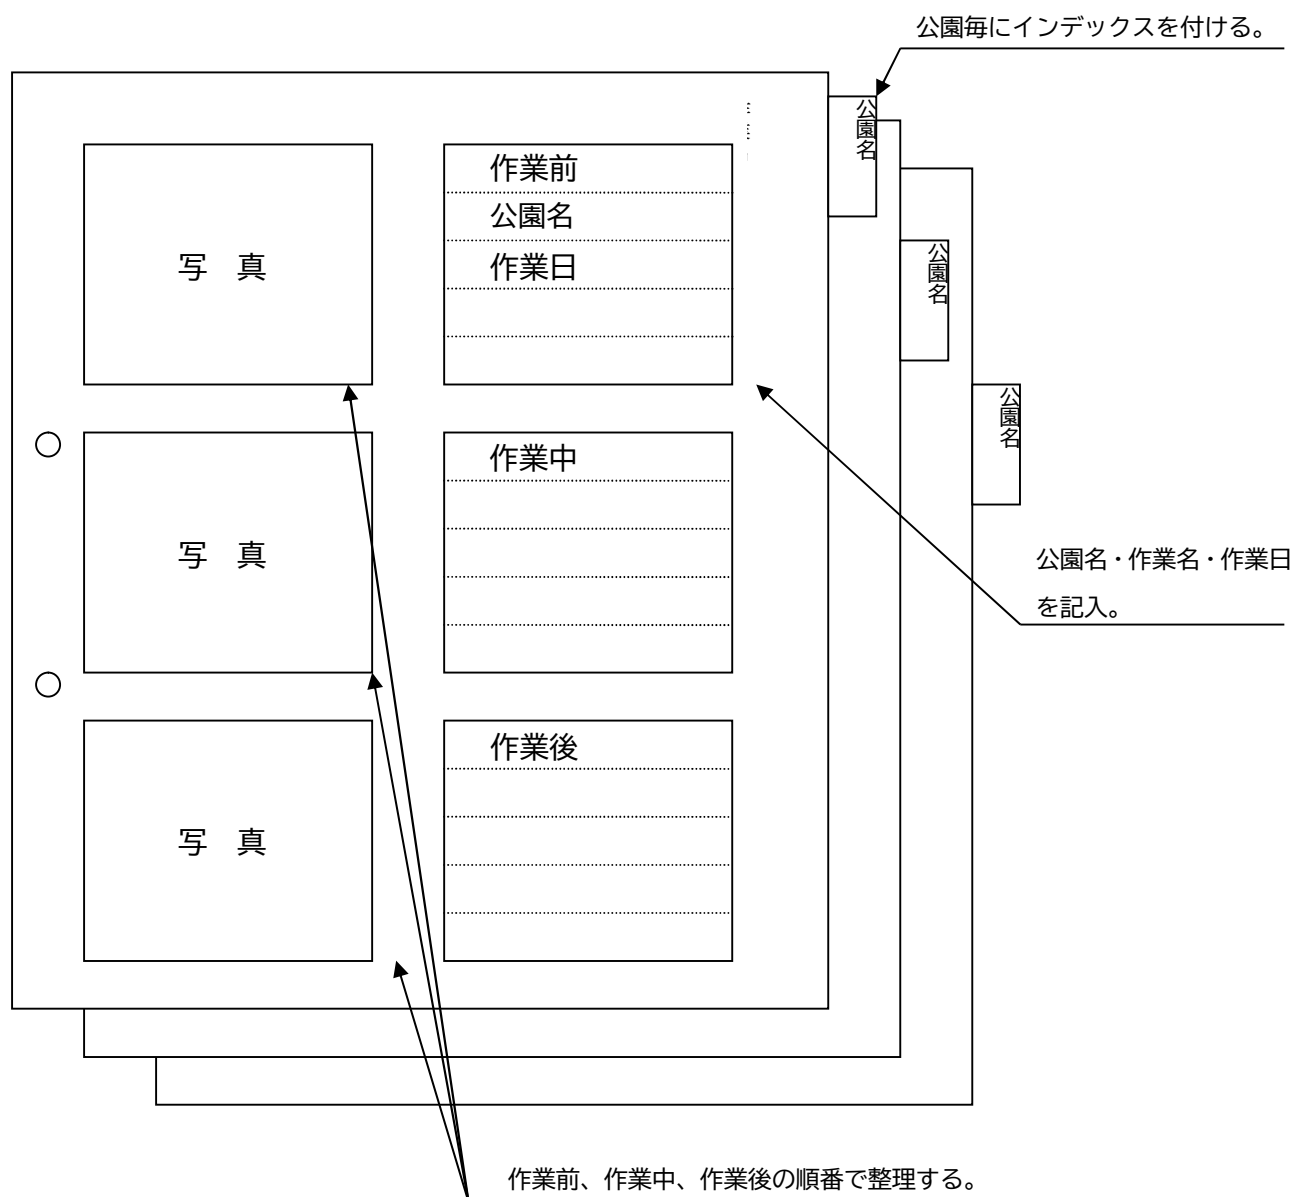 公園毎にインデックスを付ける。
公園名
公園名
公園名
写　真
作業前
公園名
作業日
写　真
作業中
公園名・作業名・作業日
を記入。
写　真
作業後
作業前、作業中、作業後の順番で整理する。